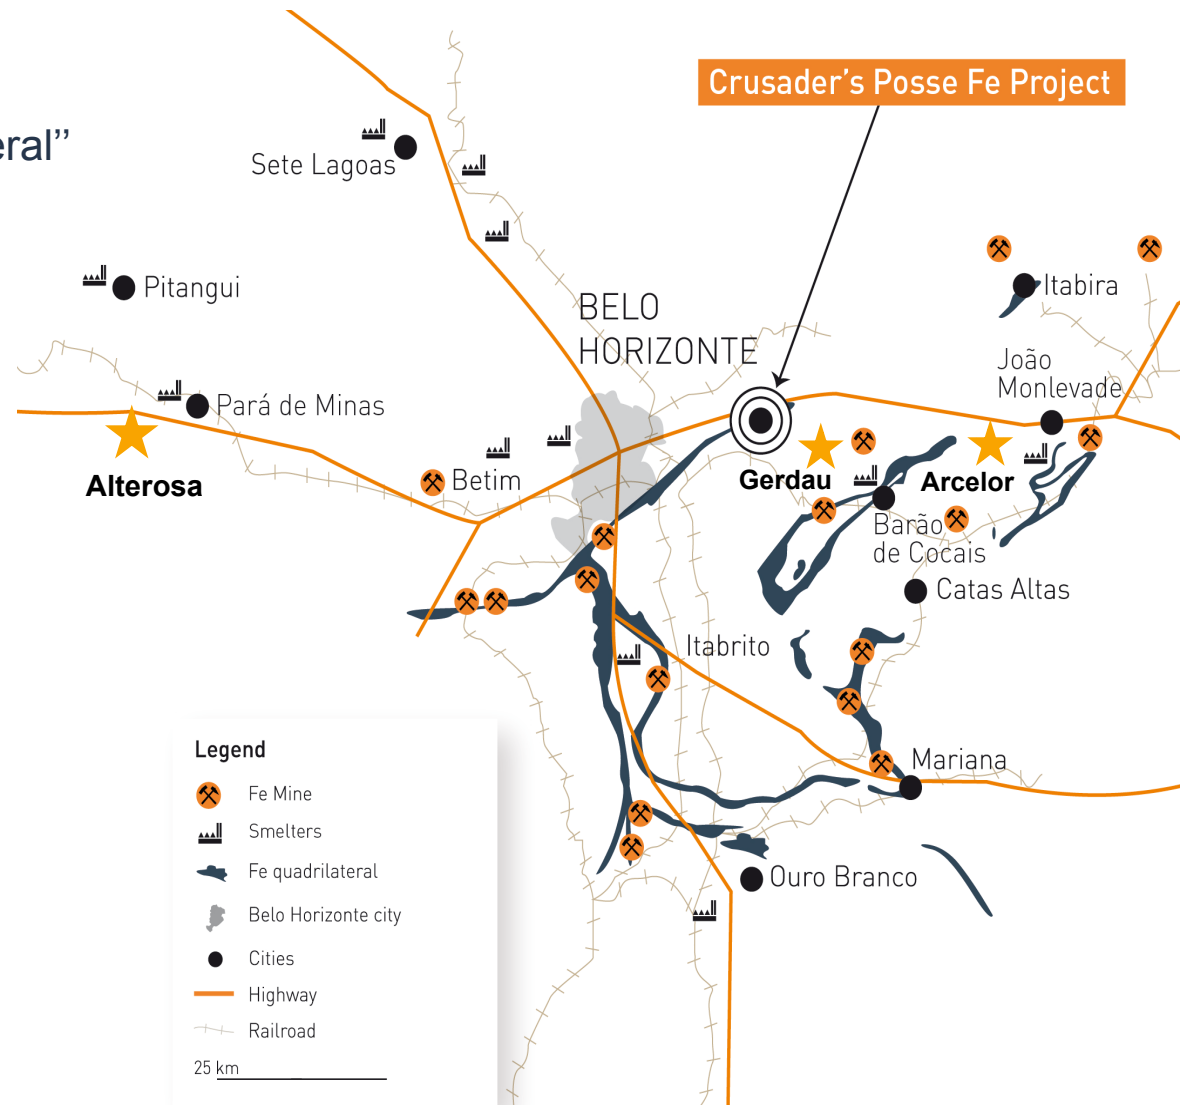 eral”
Crusader’s Posse Fe Project
Sete Lagoas
Pitangui
BELO
HORIZONTE
Itabira
João
Monlevade
Pará de Minas
Alterosa
Betim
Gerdau
Arcelor
Barão
de Cocais
Catas Altas
Itabrito
Mariana
Ouro Branco
Legend
Fe Mine
Smelters
Fe quadrilateral
Belo Horizonte city
Cities
Highway
Railroad
25 km